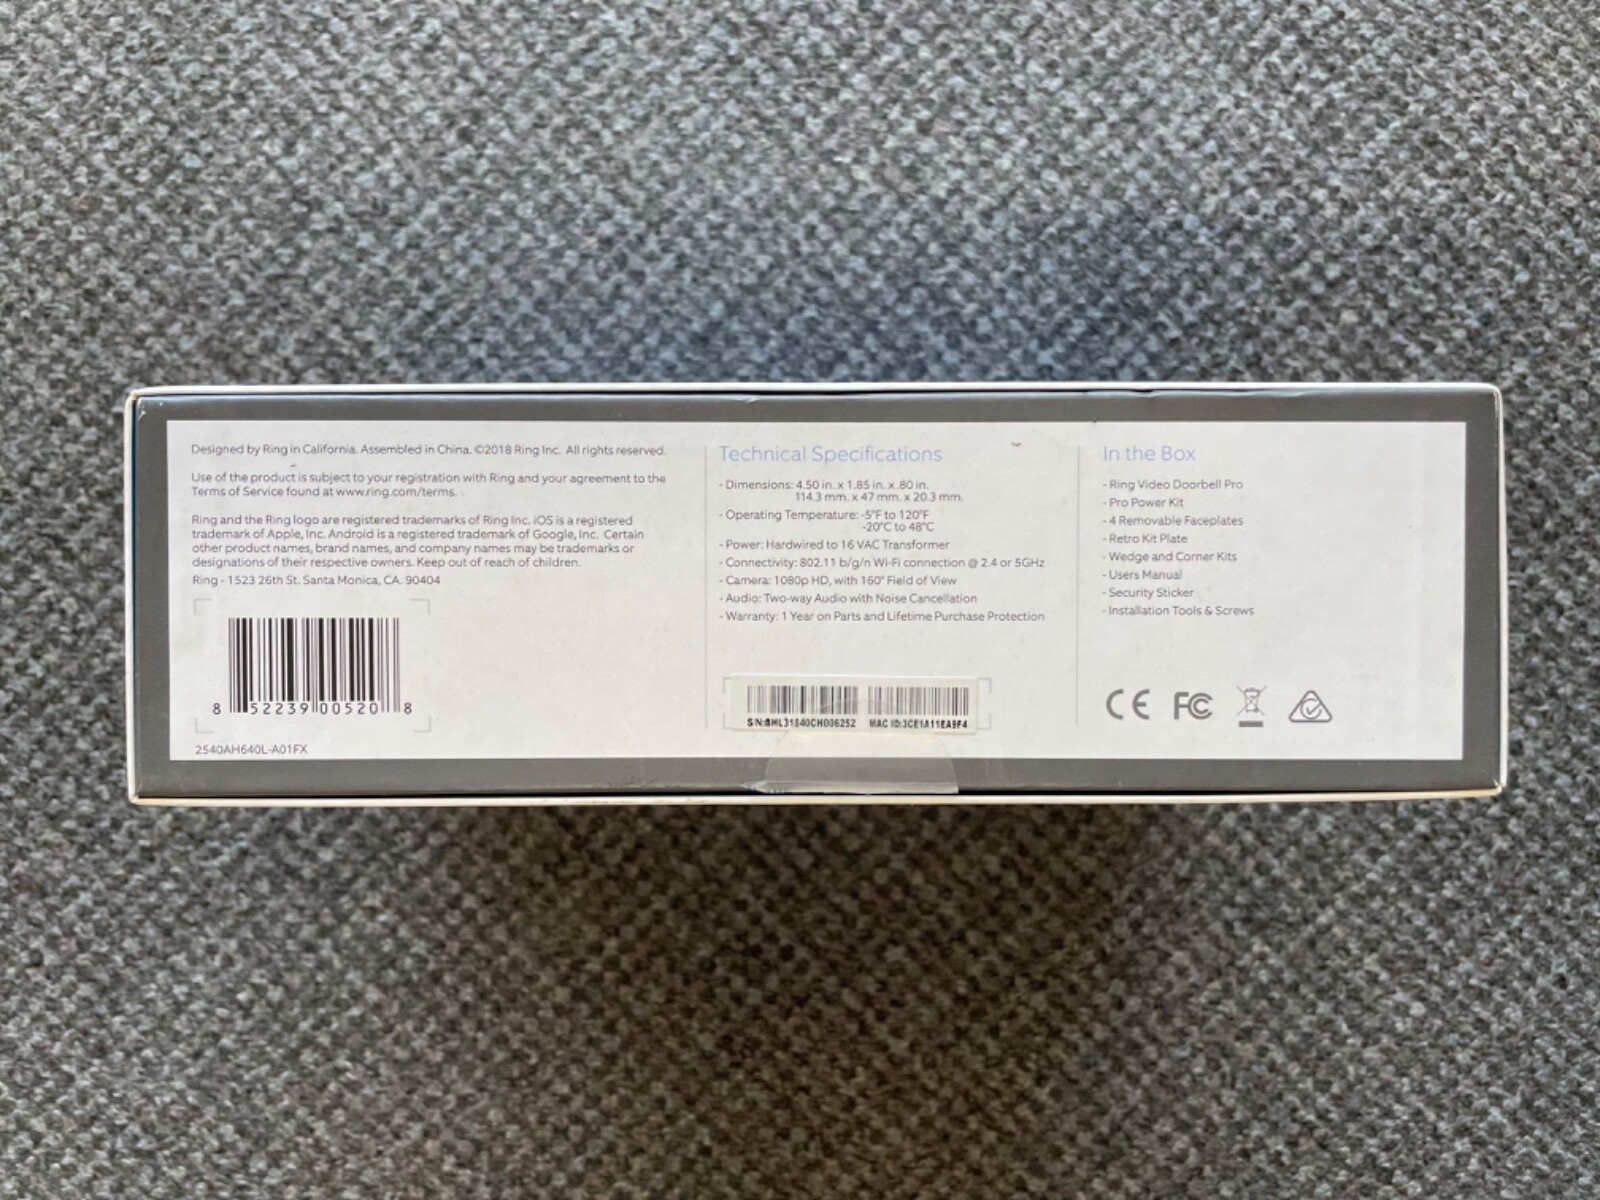 Designed by Ring in California. Assembled in China. ©2018 Ring Inc. All rights reserved.
Use of the product is subject to your registration with Ring and your agreement to the
Terms of Service found at www.ring.com/terms.
Ring and the Ring logo are registered trademarks of Ring Inc. iOS is a registered
trademark of Apple, Inc. Android is a registered trademark of Google, Inc. Certain
other product names, brand names, and company names may be trademarks or
designations of their respective owners. Keep out of reach of children.
Ring - 1523 26th St. Santa Monica, CA. 90404
8 52239 00520 8
2540AH640L-A01FX
Technical Specifications
- Dimensions: 4.50 in. x 1.85 in. x .80 in.
114.3 mm. x 47 mm. x 20.3 mm.
- Operating Temperature: -5°F to 120°F
-20°C to 48°C
- Power: Hardwired to 16 VAC Transformer
- Connectivity: 802.11 b/g/n Wi-Fi connection @ 2.4 or 5GHz
- Camera: 1080p HD, with 160° Field of View
- Audio: Two-way Audio with Noise Cancellation
- Warranty: 1 Year on Parts and Lifetime Purchase Protection
S/N:BHL31840CH006252 MAC ID:3CE1A11EA9F4
In the Box
- Ring Video Doorbell Pro
- Pro Power Kit
- 4 Removable Faceplates
- Retro Kit Plate
- Wedge and Corner Kits
- Users Manual
- Security Sticker
- Installation Tools & Screws
CE FC